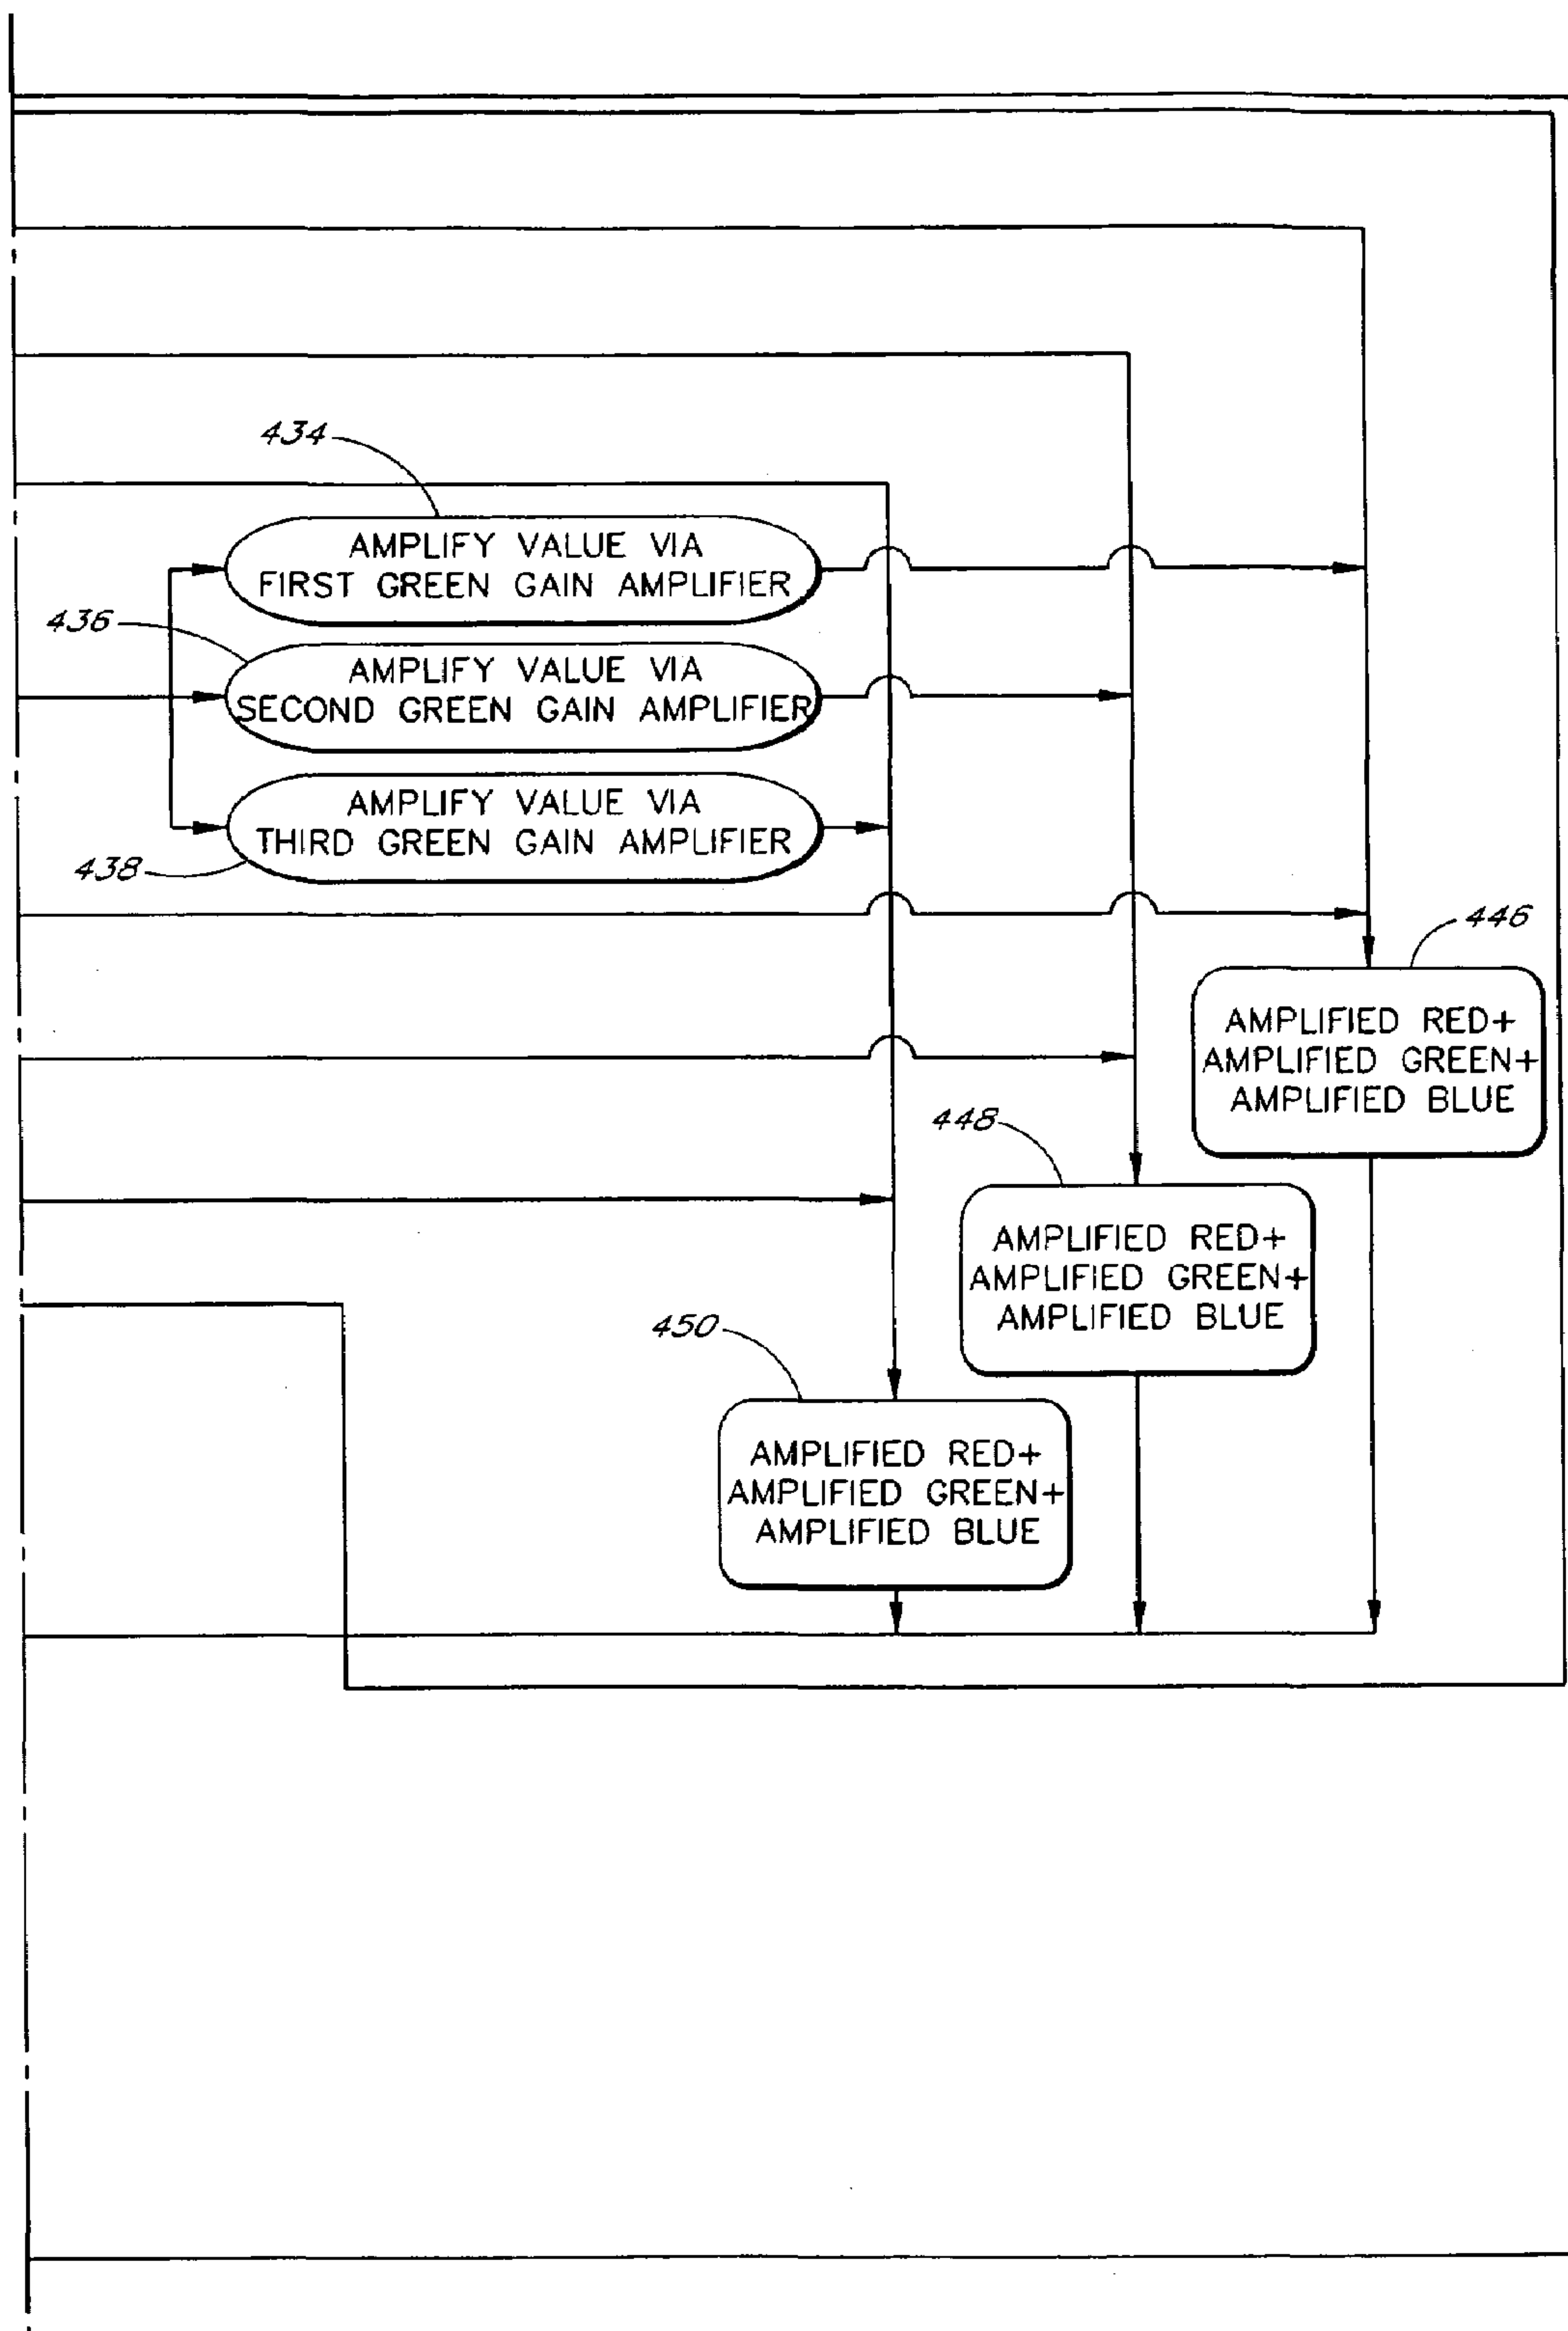 434
AMPLIFY VALUE VIA
FIRST GREEN GAIN AMPLIFIER
436
AMPLIFY VALUE VIA
SECOND GREEN GAIN AMPLIFIER
AMPLIFY VALUE VIA
THIRD GREEN GAIN AMPLIFIER
438
446
AMPLIFIED RED+
AMPLIFIED GREEN+
AMPLIFIED BLUE
448
AMPLIFIED RED+
AMPLIFIED GREEN+
AMPLIFIED BLUE
450
AMPLIFIED RED+
AMPLIFIED GREEN+
AMPLIFIED BLUE